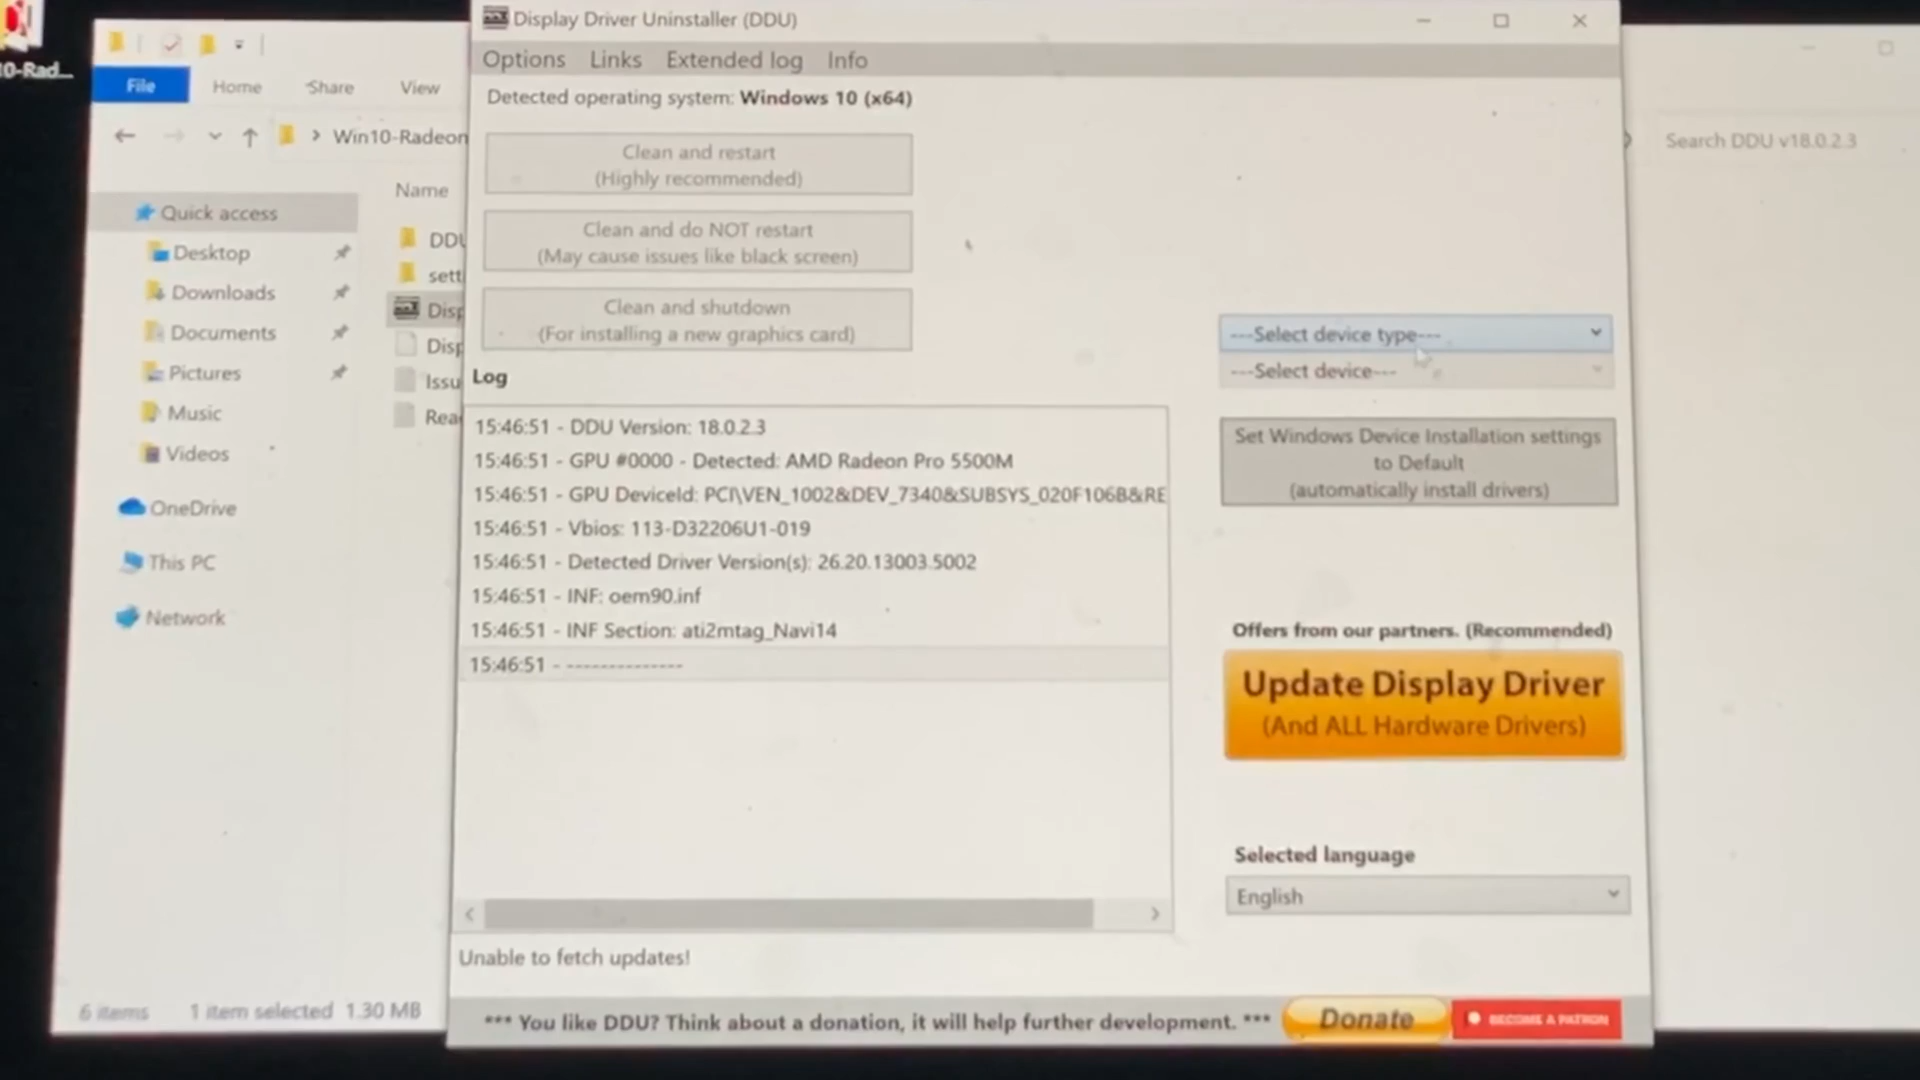 0-Rad...
File
Home
Share
View
Win10-Radeon
Name
Quick access
Desktop
Downloads
Documents
Pictures
Music
Videos
OneDrive
This PC
Network
DDU
sett
Disp
Disp
Issu
Rea
6 items
1 item selected 1.30 MB
Display Driver Uninstaller (DDU)
Options Links Extended log Info
Detected operating system: Windows 10 (x64)
Clean and restart
(Highly recommended)
Clean and do NOT restart
(May cause issues like black screen)
Clean and shutdown
(For installing a new graphics card)
Log
15:46:51 - DDU Version: 18.0.2.3
15:46:51 - GPU #0000 - Detected: AMD Radeon Pro 5500M
15:46:51 - GPU DeviceId: PCI\VEN_1002&DEV_7340&SUBSYS_020F106B&RE
15:46:51 - Vbios: 113-D32206U1-019
15:46:51 - Detected Driver Version(s): 26.20.13003.5002
15:46:51 - INF: oem90.inf
15:46:51 - INF Section: ati2mtag_Navi14
15:46:51 - --------------
Unable to fetch updates!
---Select device type---
---Select device---
Set Windows Device Installation settings
to Default
(automatically install drivers)
Offers from our partners. (Recommended)
Update Display Driver
(And ALL Hardware Drivers)
Selected language
English
*** You like DDU? Think about a donation, it will help further development. ***
Donate
BECOME A PATRON
Search DDU v18.0.2.3